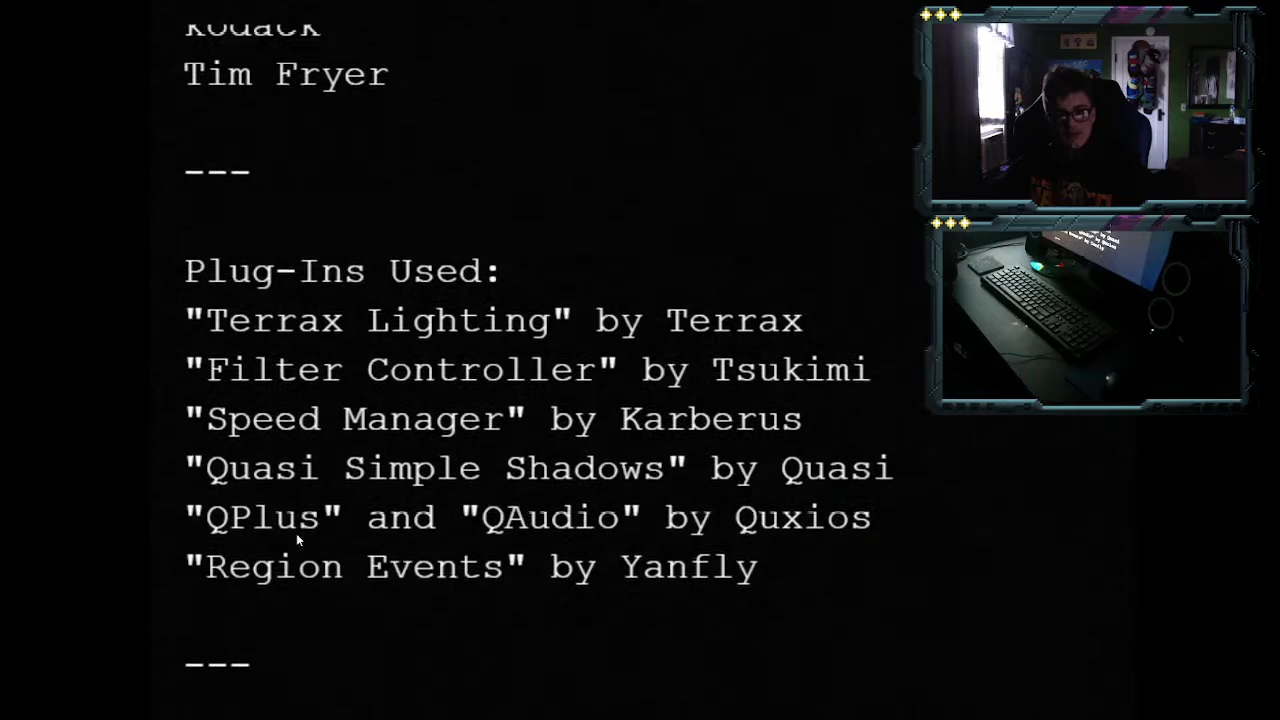 kodack
Tim Fryer
---
Plug-Ins Used:
"Terrax Lighting" by Terrax
"Filter Controller" by Tsukimi
"Speed Manager" by Karberus
"Quasi Simple Shadows" by Quasi
"QPlus" and "QAudio" by Quxios
"Region Events" by Yanfly
---